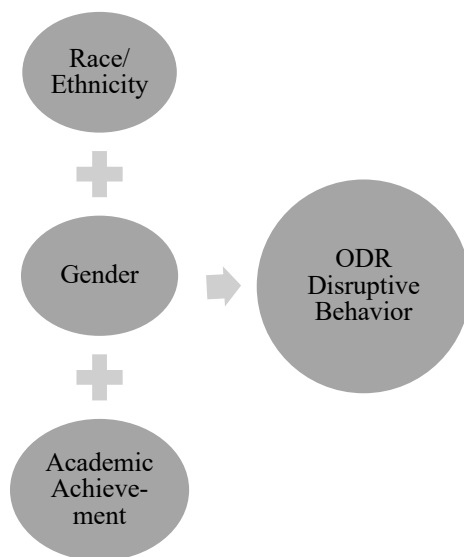 Race/
Ethnicity
Gender
Academic
Achieve-
ment
ODR
Disruptive
Behavior